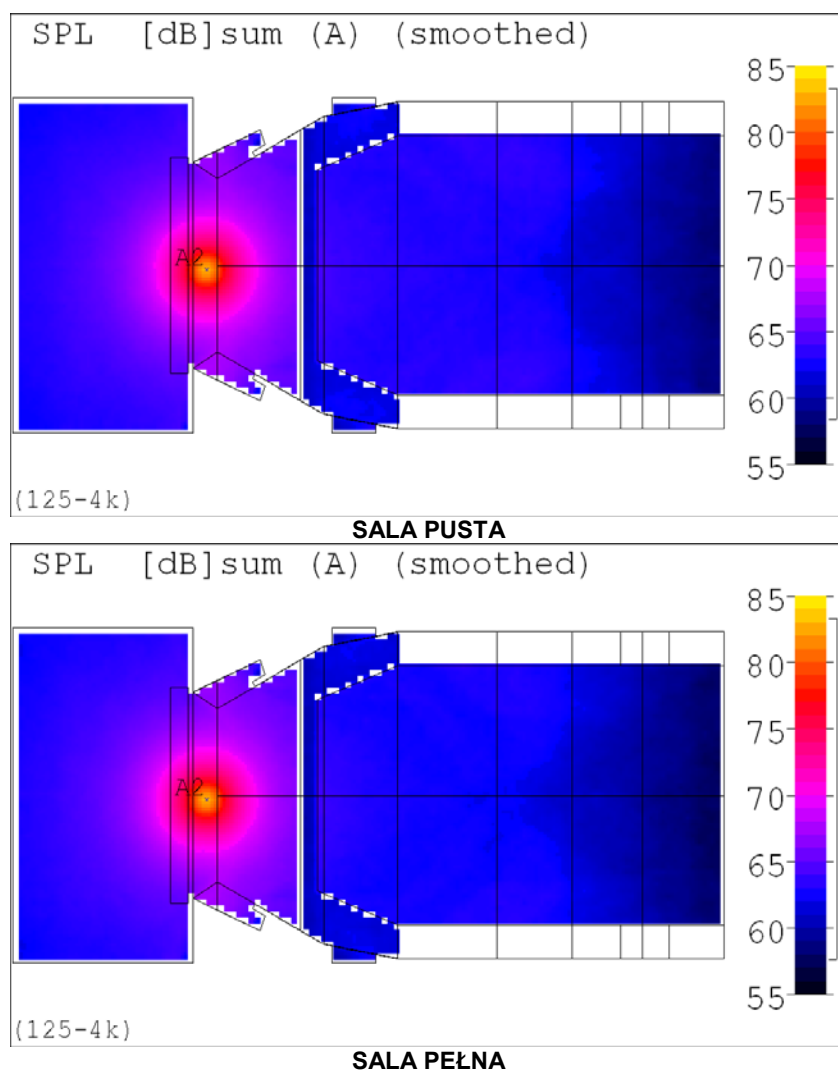 SPL [dB]sum (A) (smoothed)
85
80
75
70
65
60
55
A2
(125-4k)
SALA PUSTA
SPL [dB]sum (A) (smoothed)
85
80
75
70
65
60
55
A2
(125-4k)
SALA PEŁNA